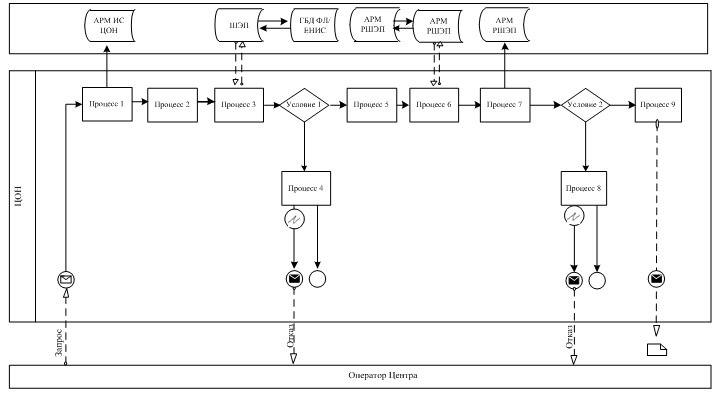 АРМ ИС
ЦОН
ШЭП
ГБД ФЛ/
ЕНИС
АРМ
РШЭП
АРМ
РШЭП
АРМ
РШЭП
ЦОН
Процесс 1
Процесс 2
Процесс 3
Условие 1
Процесс 5
Процесс 6
Процесс 7
Условие 2
Процесс 9
Процесс 4
Процесс 8
Запрос
Отказ
Отказ
Оператор Центра